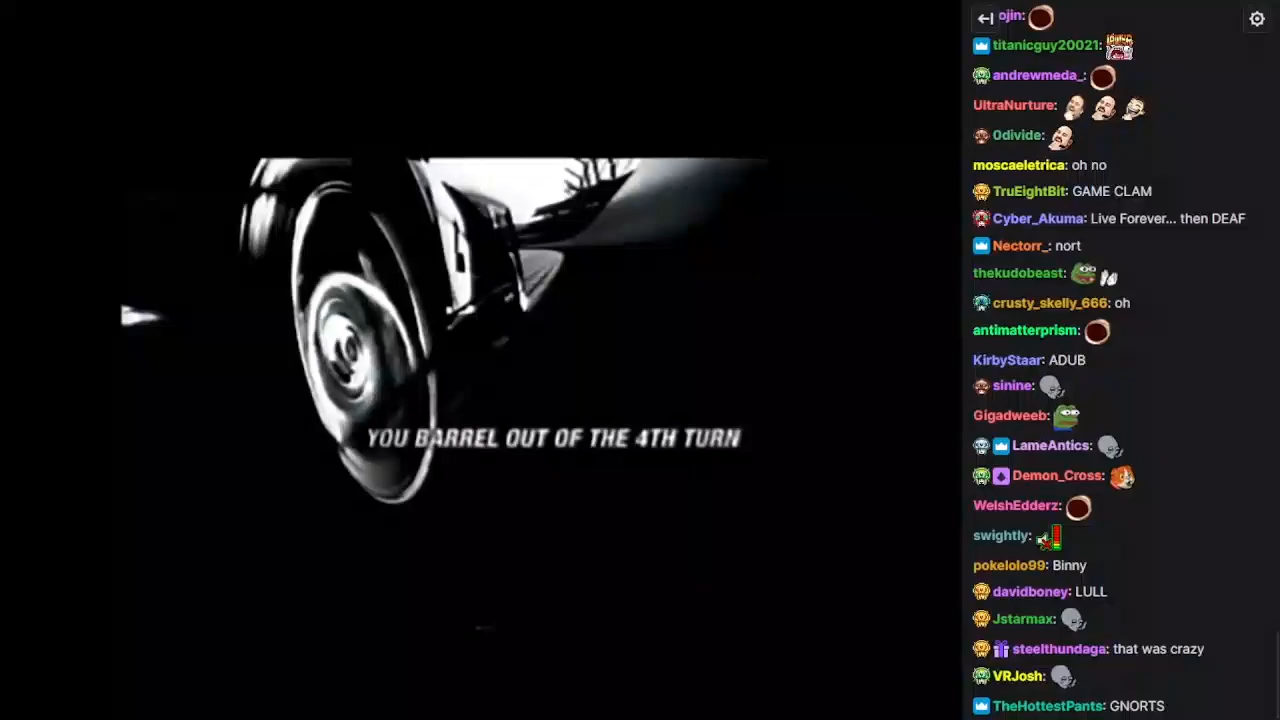 ojin:
titanicguy20021:
andrewmeda_:
UltraNurture:
0divide:
moscaeletrica: oh no
TruEightBit: GAME CLAM
Cyber_Akuma: Live Forever... then DEAF
Nectorr_: nort
thekudobeast:
crusty_skelly_666: oh
antimatterprism:
KirbyStaar: ADUB
sinine:
Gigadweeb:
LameAntics:
Demon_Cross:
WelshEdderz:
swightly:
pokelolo99: Binny
davidboney: LULL
Jstarmax:
steelthundaga: that was crazy
VRJosh:
TheHottestPants: GNORTS
YOU BARREL OUT OF THE 4TH TURN